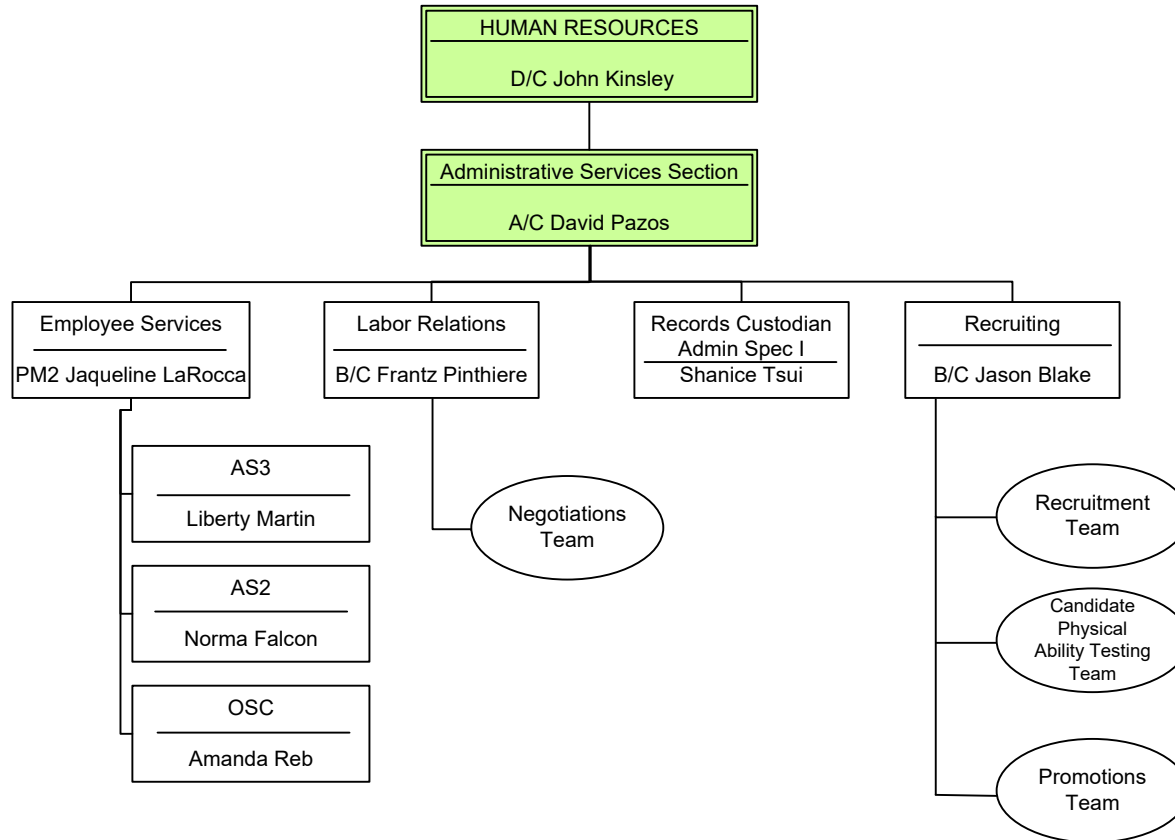 HUMAN RESOURCES
D/C John Kinsley
Administrative Services Section
A/C David Pazos
Employee Services
PM2 Jaqueline LaRocca
Labor Relations
B/C Frantz Pinthiere
Records Custodian
Admin Spec I
Shanice Tsui
Recruiting
B/C Jason Blake
AS3
Liberty Martin
AS2
Norma Falcon
OSC
Amanda Reb
Negotiations
Team
Recruitment
Team
Candidate
Physical
Ability Testing
Team
Promotions
Team